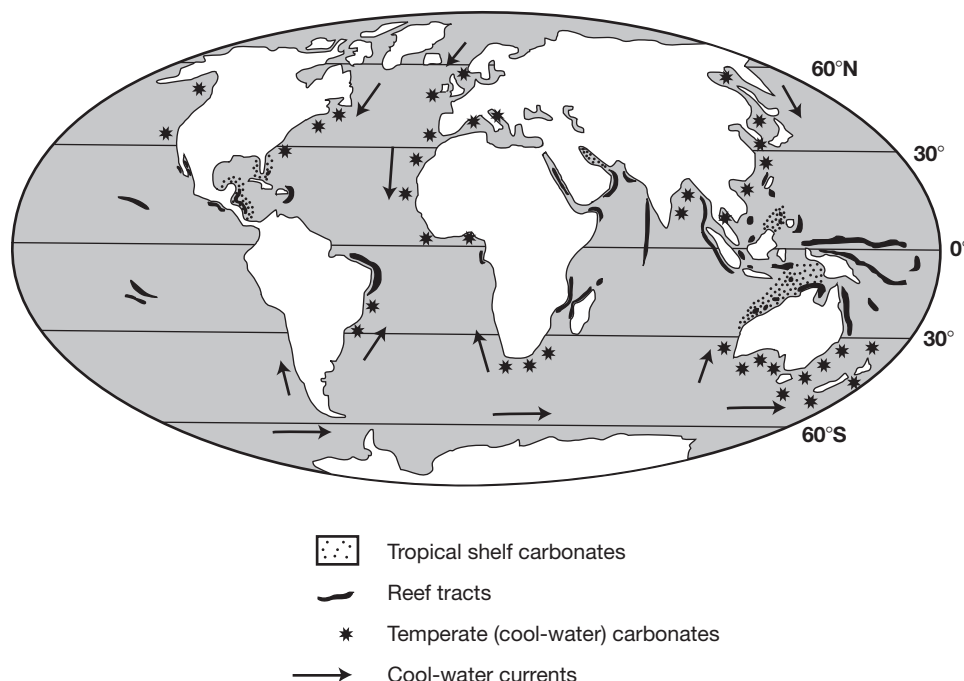 60°N
30°
0°
30°
60°S
Tropical shelf carbonates
Reef tracts
Temperate (cool-water) carbonates
Cool-water currents